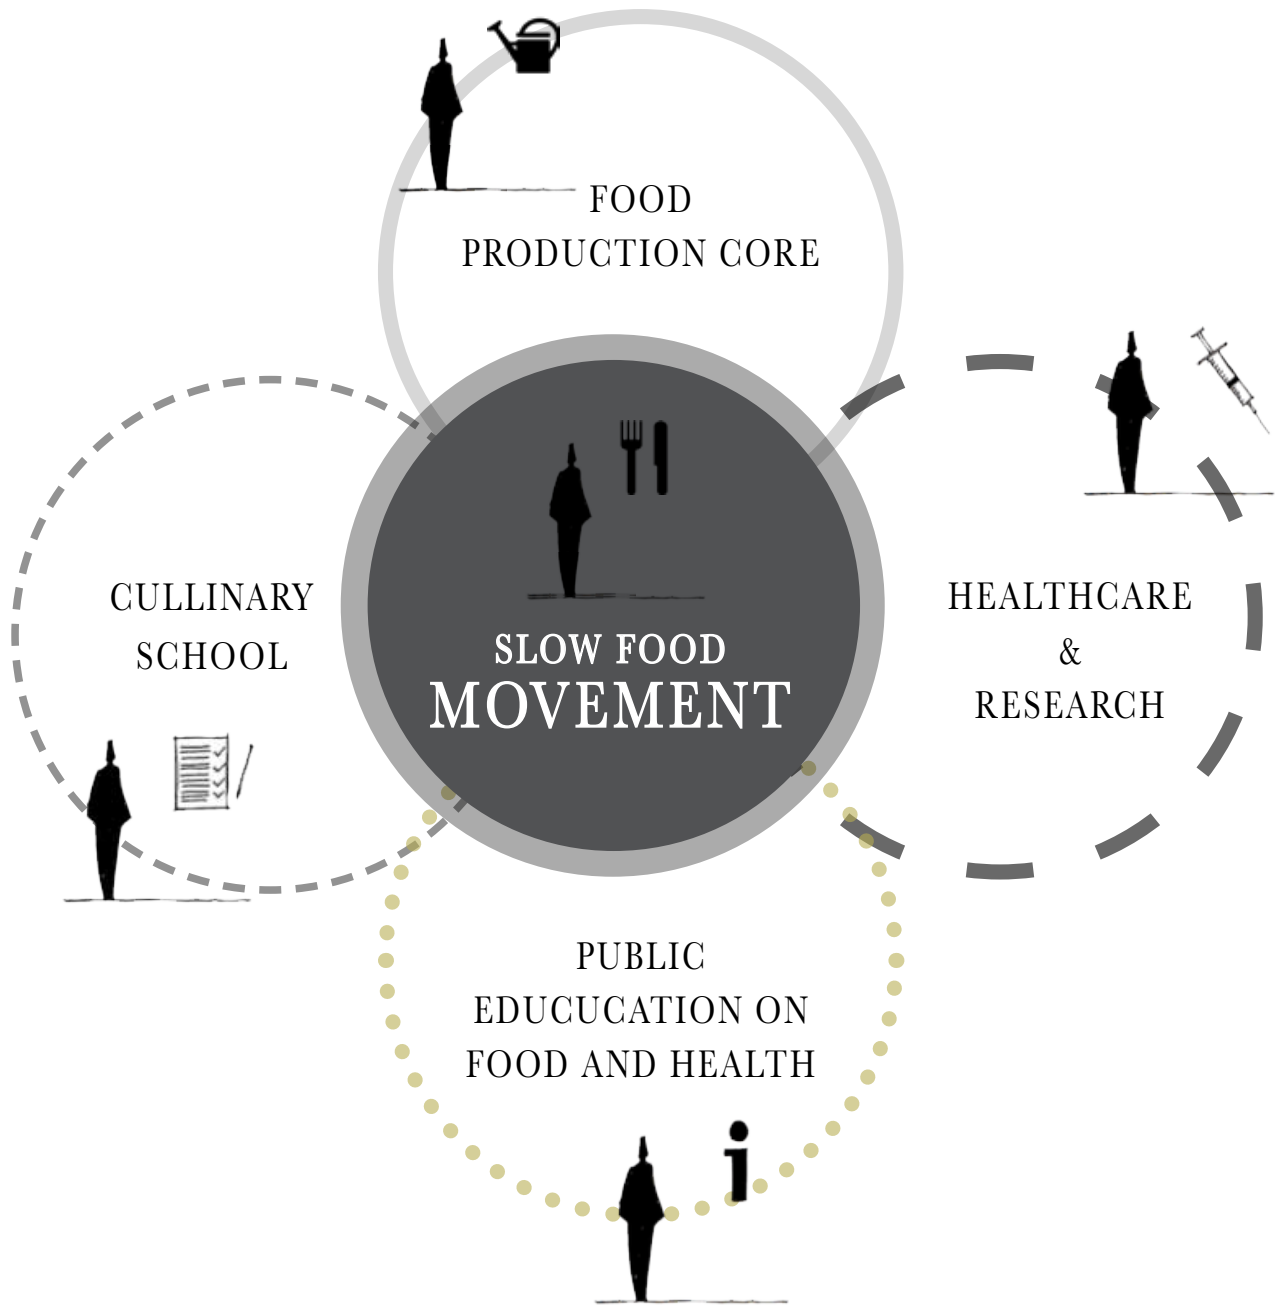 FOOD
PRODUCTION CORE
CULLINARY
SCHOOL
SLOW FOOD
MOVEMENT
HEALTHCARE
&
RESEARCH
PUBLIC
EDUCUCATION ON
FOOD AND HEALTH